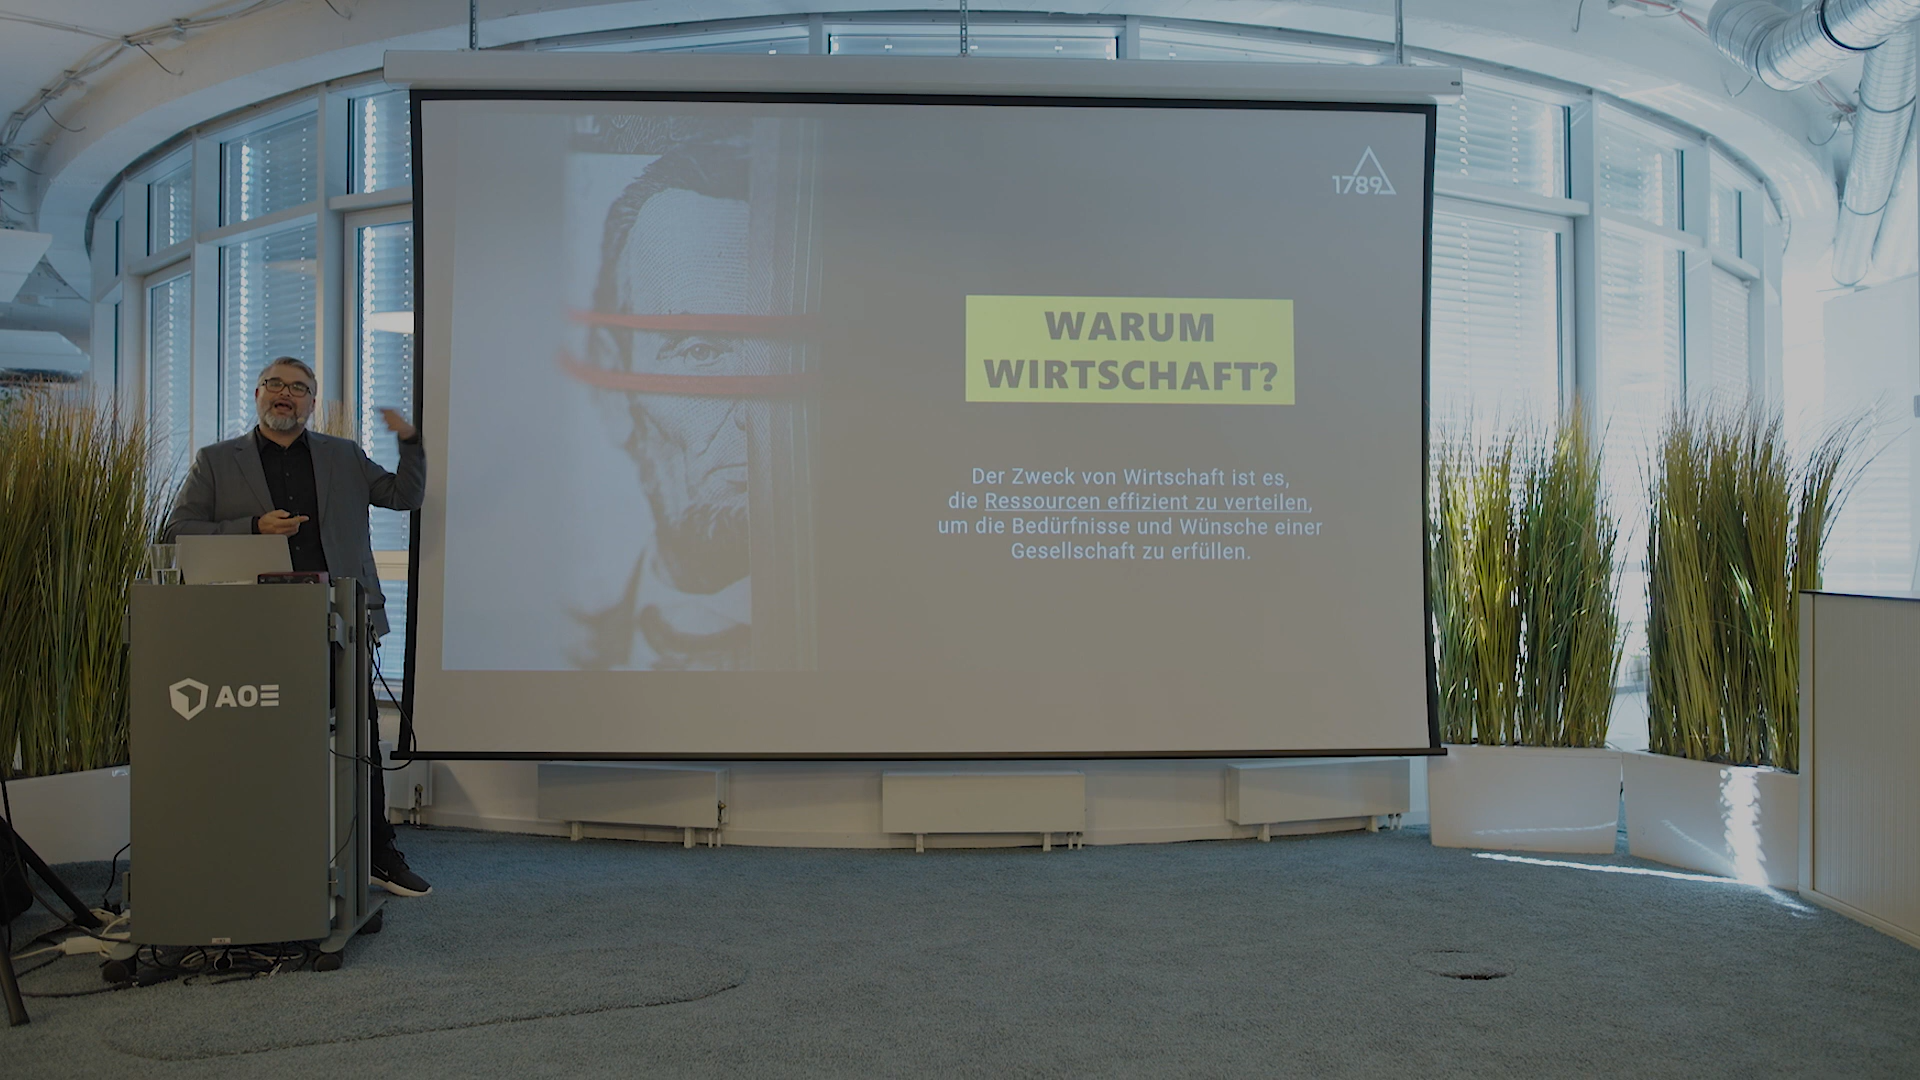 1789
WARUM
WIRTSCHAFT?
Der Zweck von Wirtschaft ist es,
die Ressourcen effizient zu verteilen,
um die Bedürfnisse und Wünsche einer
Gesellschaft zu erfüllen.
AOE